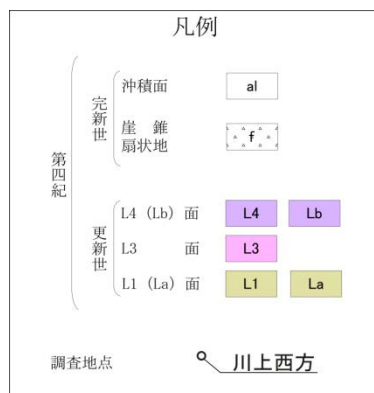 凡例
第四紀
完新世
沖積面 al
崖錐
扇状地 f
更新世
L4 (Lb) 面 L4 Lb
L3 面 L3
L1 (La) 面 L1 La
調査地点 川上西方